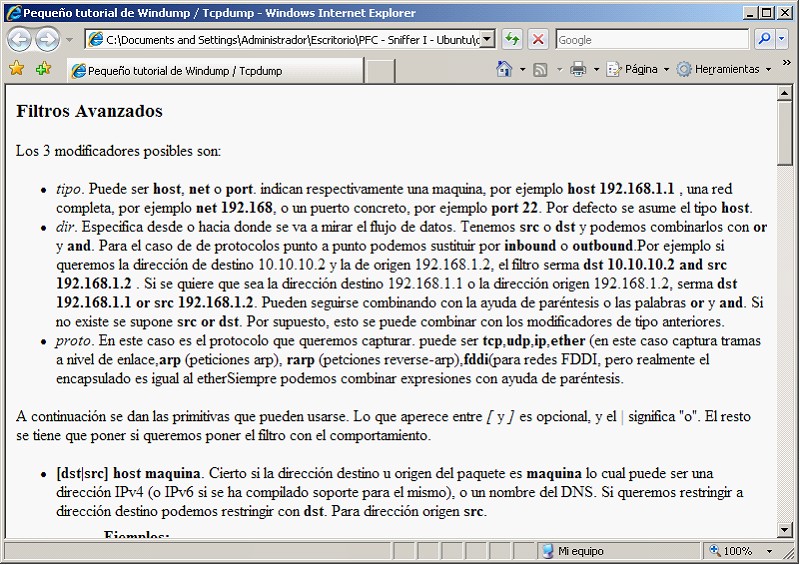 Pequeño tutorial de Windump / Tcpdump - Windows Internet Explorer
C:\Documents and Settings\Administrador\Escritorio\PFC - Sniffer I - Ubuntu\
Google
Pequeño tutorial de Windump / Tcpdump
Página
Herramientas
»
Filtros Avanzados
Los 3 modificadores posibles son:
• tipo. Puede ser host, net o port. indican respectivamente una maquina, por ejemplo host 192.168.1.1 , una red
completa, por ejemplo net 192.168, o un puerto concreto, por ejemplo port 22. Por defecto se asume el tipo host.
• dir. Especifica desde o hacia donde se va a mirar el flujo de datos. Tenemos src o dst y podemos combinarlos con or
y and. Para el caso de de protocolos punto a punto podemos sustituir por inbound o outbound.Por ejemplo si
queremos la dirección de destino 10.10.10.2 y la de origen 192.168.1.2, el filtro serma dst 10.10.10.2 and src
192.168.1.2 . Si se quiere que sea la dirección destino 192.168.1.1 o la dirección origen 192.168.1.2, serma dst
192.168.1.1 or src 192.168.1.2. Pueden seguirse combinando con la ayuda de paréntesis o las palabras or y and. Si
no existe se supone src or dst. Por supuesto, esto se puede combinar con los modificadores de tipo anteriores.
• proto. En este caso es el protocolo que queremos capturar. puede ser tcp,udp,ip,ether (en este caso captura tramas
a nivel de enlace,arp (peticiones arp), rarp (petciones reverse-arp),fddi(para redes FDDI, pero realmente el
encapsulado es igual al etherSiempre podemos combinar expresiones con ayuda de paréntesis.
A continuación se dan las primitivas que pueden usarse. Lo que aperece entre [ y ] es opcional, y el | significa "o". El resto
se tiene que poner si queremos poner el filtro con el comportamiento.
• [dst|src] host maquina. Cierto si la dirección destino u origen del paquete es maquina lo cual puede ser una
dirección IPv4 (o IPv6 si se ha compilado soporte para el mismo), o un nombre del DNS. Si queremos restringir a
dirección destino podemos restringir con dst. Para dirección origen src.
Ejemplos:
Mi equipo
100%